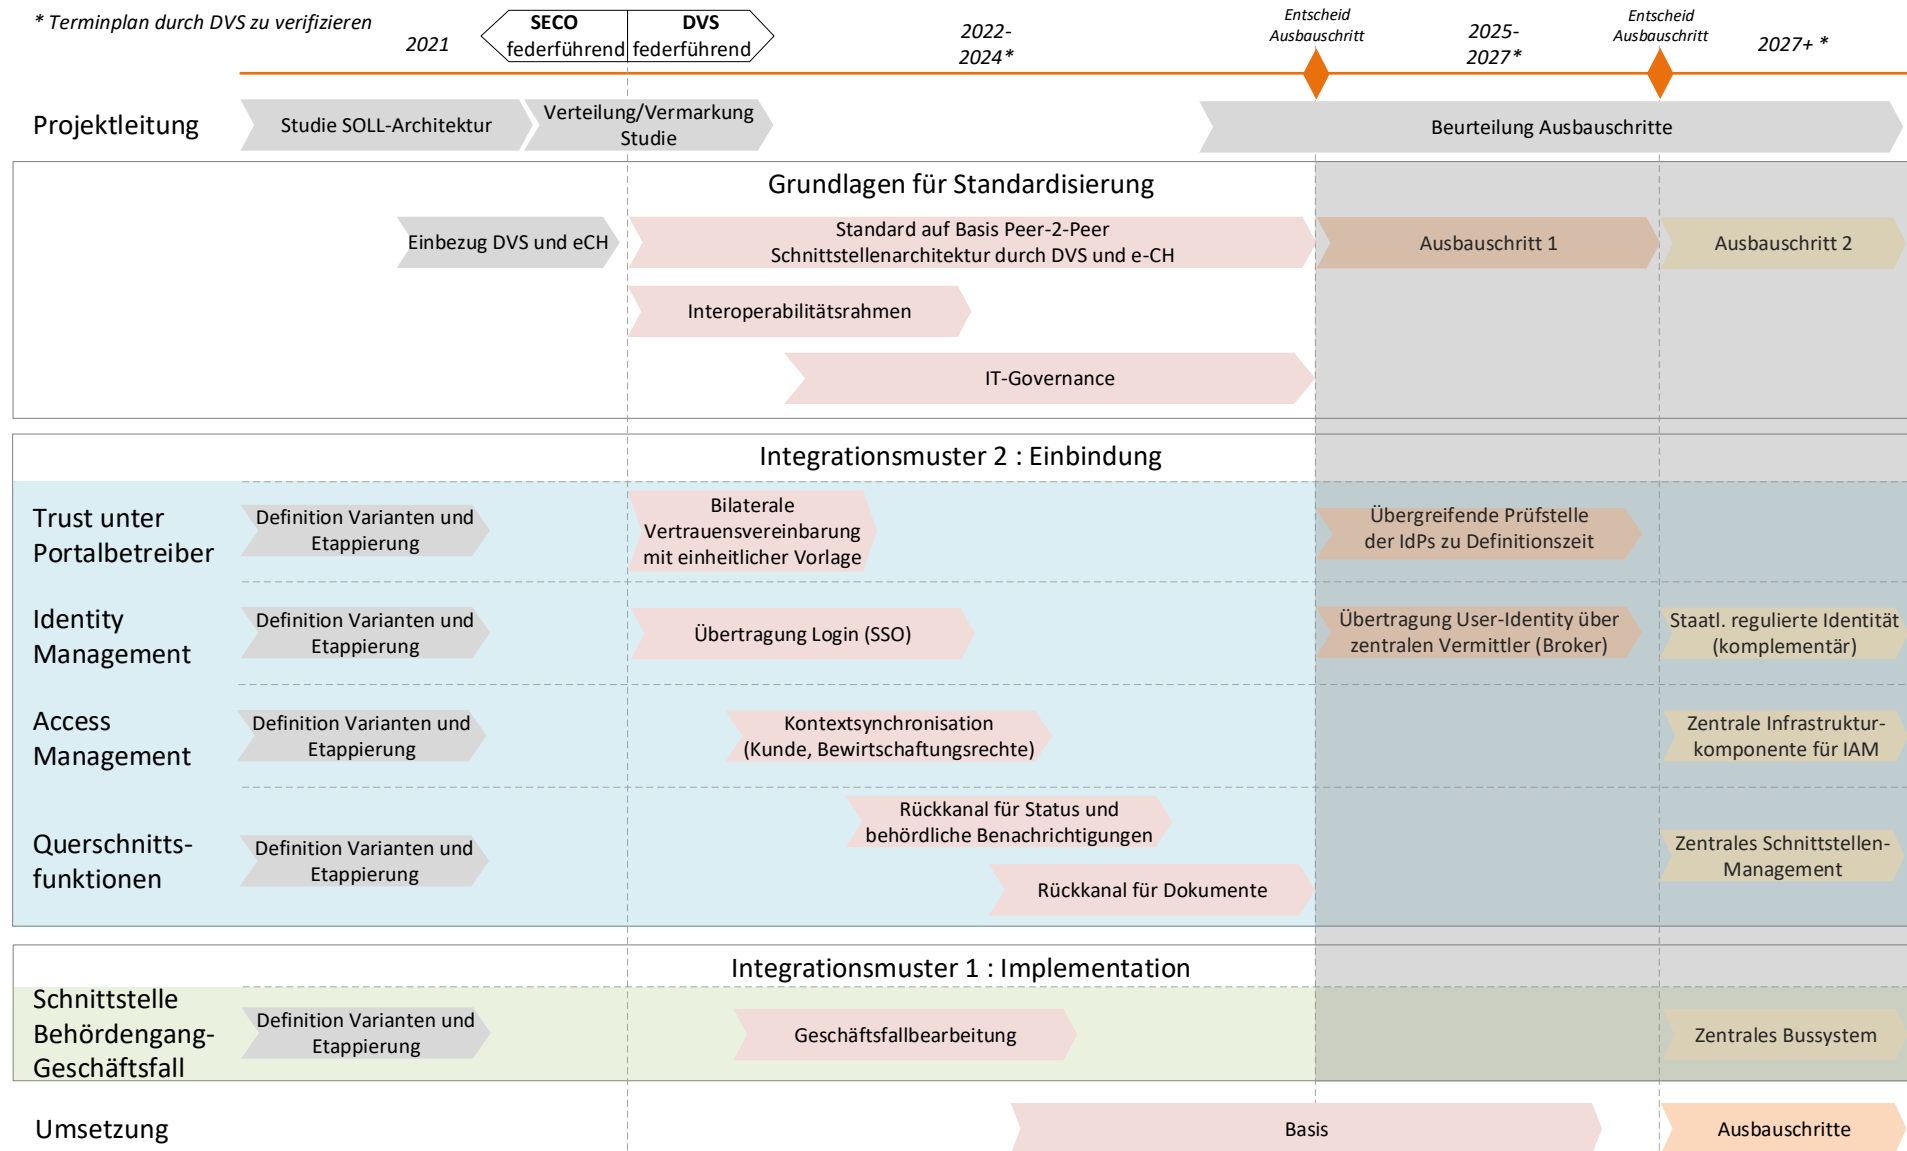 * Terminplan durch DVS zu verifizieren
2021
SECO
federführend
DVS
federführend
2022-
2024*
Entscheid
Ausbauschritt
2025-
2027*
Entscheid
Ausbauschritt
2027+ *
Projektleitung
Studie SOLL-Architektur
Verteilung/Vermarkung
Studie
Beurteilung Ausbauschritte
Grundlagen für Standardisierung
Einbezug DVS und eCH
Standard auf Basis Peer-2-Peer
Schnittstellenarchitektur durch DVS und e-CH
Ausbauschritt 1
Ausbauschritt 2
Interoperabilitätsrahmen
IT-Governance
Integrationsmuster 2 : Einbindung
Trust unter
Portalbetreiber
Definition Varianten und
Etappierung
Bilaterale
Vertrauensvereinbarung
mit einheitlicher Vorlage
Übergreifende Prüfstelle
der IdPs zu Definitionszeit
Identity
Management
Definition Varianten und
Etappierung
Übertragung Login (SSO)
Übertragung User-Identity über
zentralen Vermittler (Broker)
Staatl. regulierte Identität
(komplementär)
Access
Management
Definition Varianten und
Etappierung
Kontextsynchronisation
(Kunde, Bewirtschaftungsrechte)
Zentrale Infrastruktur-
komponente für IAM
Querschnitts-
funktionen
Definition Varianten und
Etappierung
Rückkanal für Status und
behördliche Benachrichtigungen
Rückkanal für Dokumente
Zentrales Schnittstellen-
Management
Integrationsmuster 1 : Implementation
Schnittstelle
Behördengang-
Geschäftsfall
Definition Varianten und
Etappierung
Geschäftsfallbearbeitung
Zentrales Bussystem
Umsetzung
Basis
Ausbauschritte